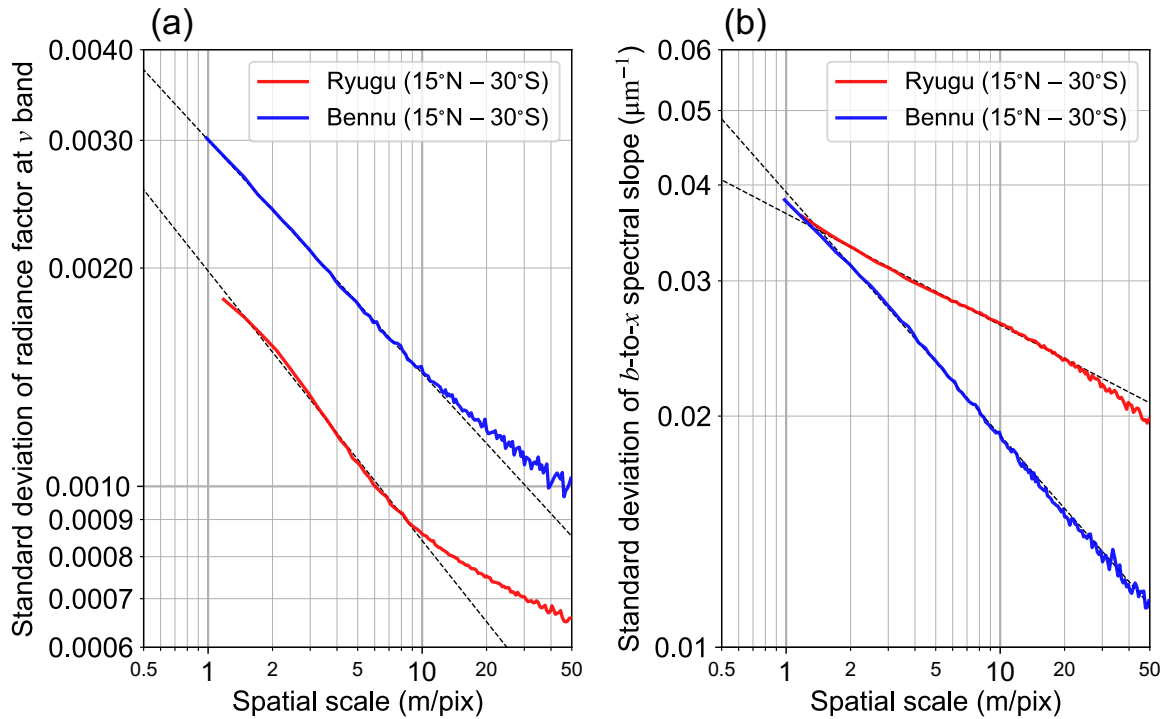 (a)
Standard deviation of radiance factor at v band
0.0040
0.0030
0.0020
0.0010
0.0009
0.0008
0.0007
0.0006
Ryugu (15°N – 30°S)
Bennu (15°N – 30°S)
0.5
1
2
5
10
20
50
Spatial scale (m/pix)
(b)
Standard deviation of b-to-x spectral slope (μm⁻¹)
0.06
0.05
0.04
0.03
0.02
0.01
Ryugu (15°N – 30°S)
Bennu (15°N – 30°S)
0.5
1
2
5
10
20
50
Spatial scale (m/pix)